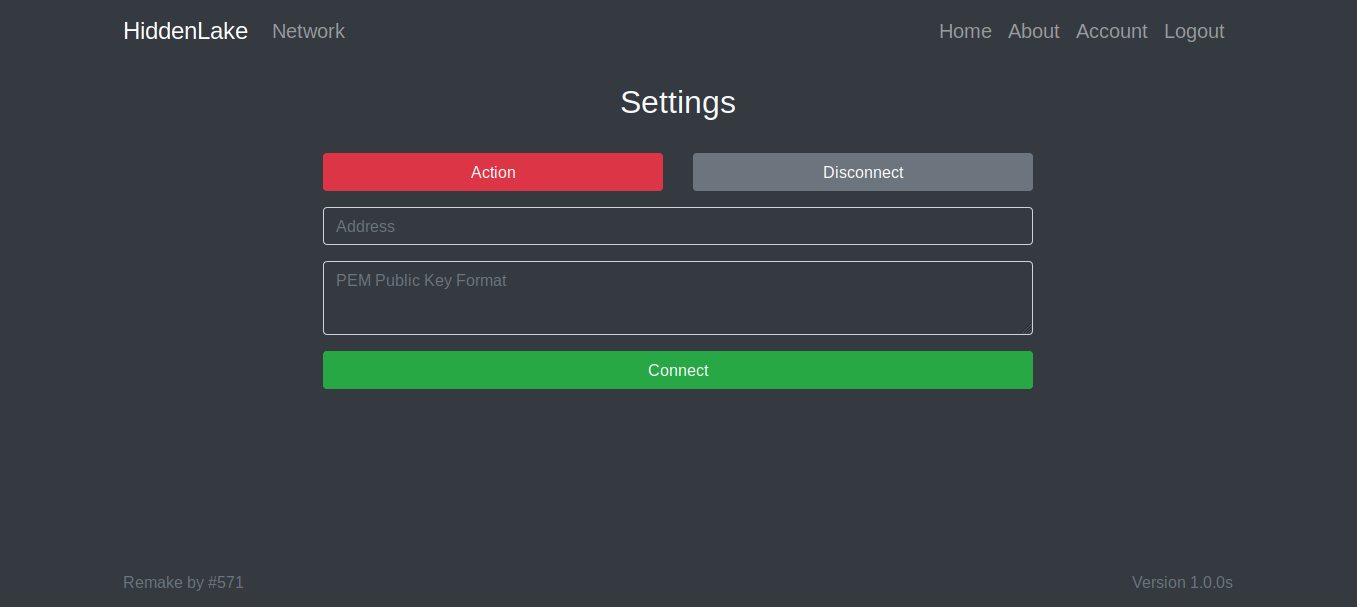 HiddenLake Network Home About Account Logout
Settings
Action Disconnect
Address
PEM Public Key Format
Connect
Remake by #571 Version 1.0.0s